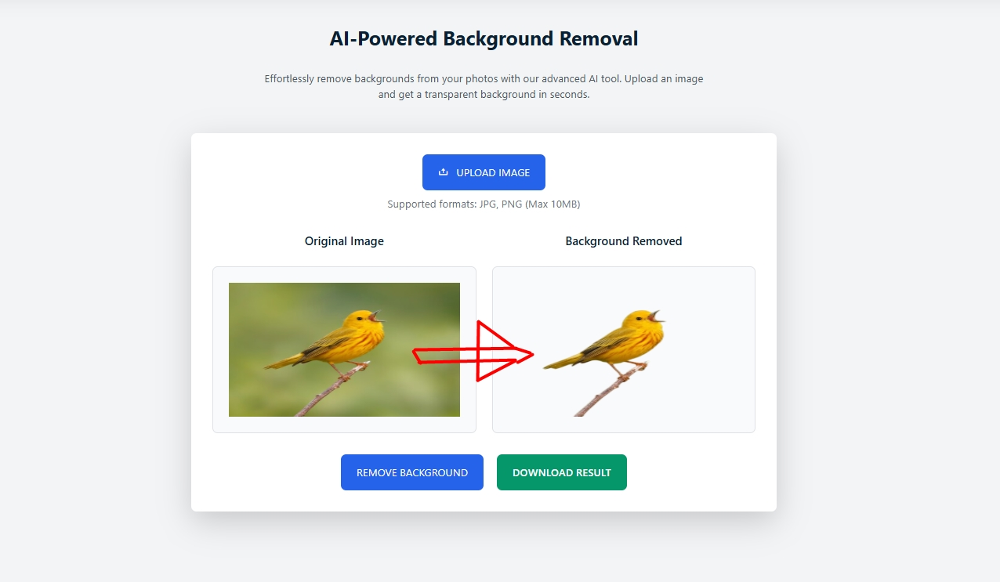 AI-Powered Background Removal
Effortlessly remove backgrounds from your photos with our advanced AI tool. Upload an image
and get a transparent background in seconds.
UPLOAD IMAGE
Supported formats: JPG, PNG (Max 10MB)
Original Image
Background Removed
REMOVE BACKGROUND
DOWNLOAD RESULT